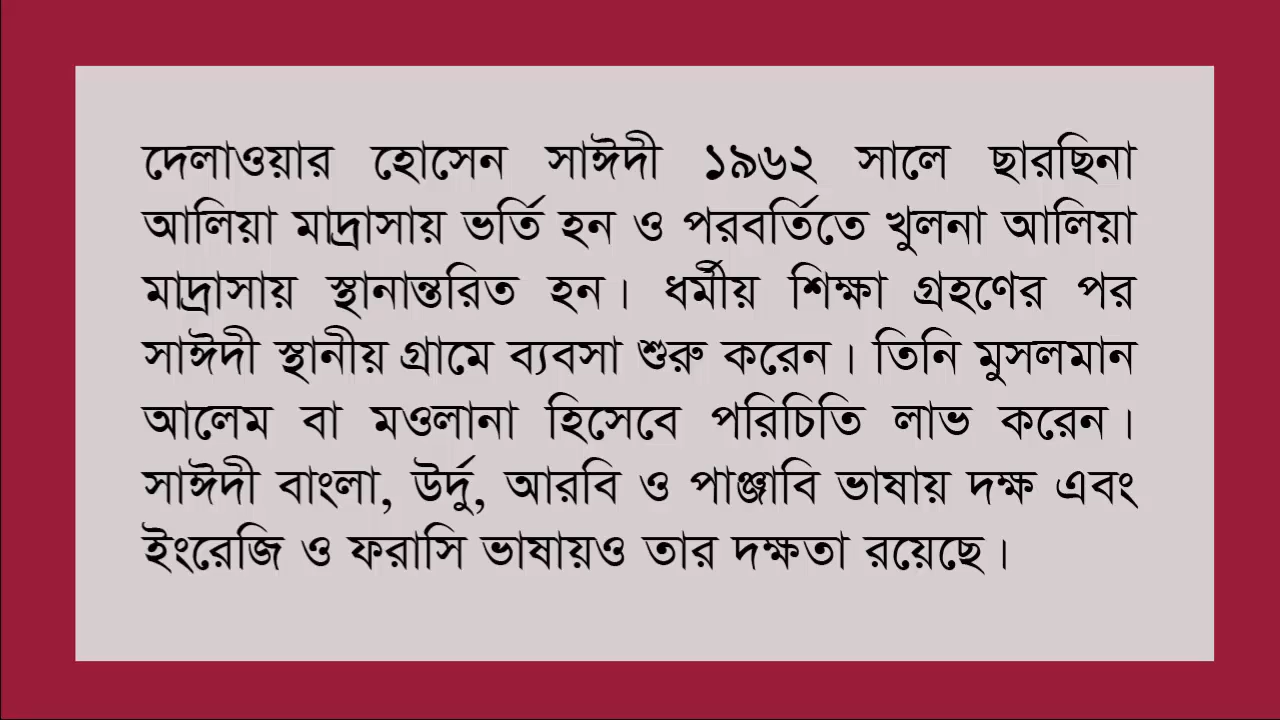 দেলাওয়ার হোসেন সাঈদী ১৯৬২ সালে ছারছিনা
আলিয়া মাদ্রাসায় ভর্তি হন ও পরবর্তিতে খুলনা আলিয়া
মাদ্রাসায় স্থানান্তরিত হন। ধর্মীয় শিক্ষা গ্রহণের পর
সাঈদী স্থানীয় গ্রামে ব্যবসা শুরু করেন। তিনি মুসলমান
আলেম বা মওলানা হিসেবে পরিচিতি লাভ করেন।
সাঈদী বাংলা, উর্দু, আরবি ও পাঞ্জাবি ভাষায় দক্ষ এবং
ইংরেজি ও ফরাসি ভাষায়ও তার দক্ষতা রয়েছে।